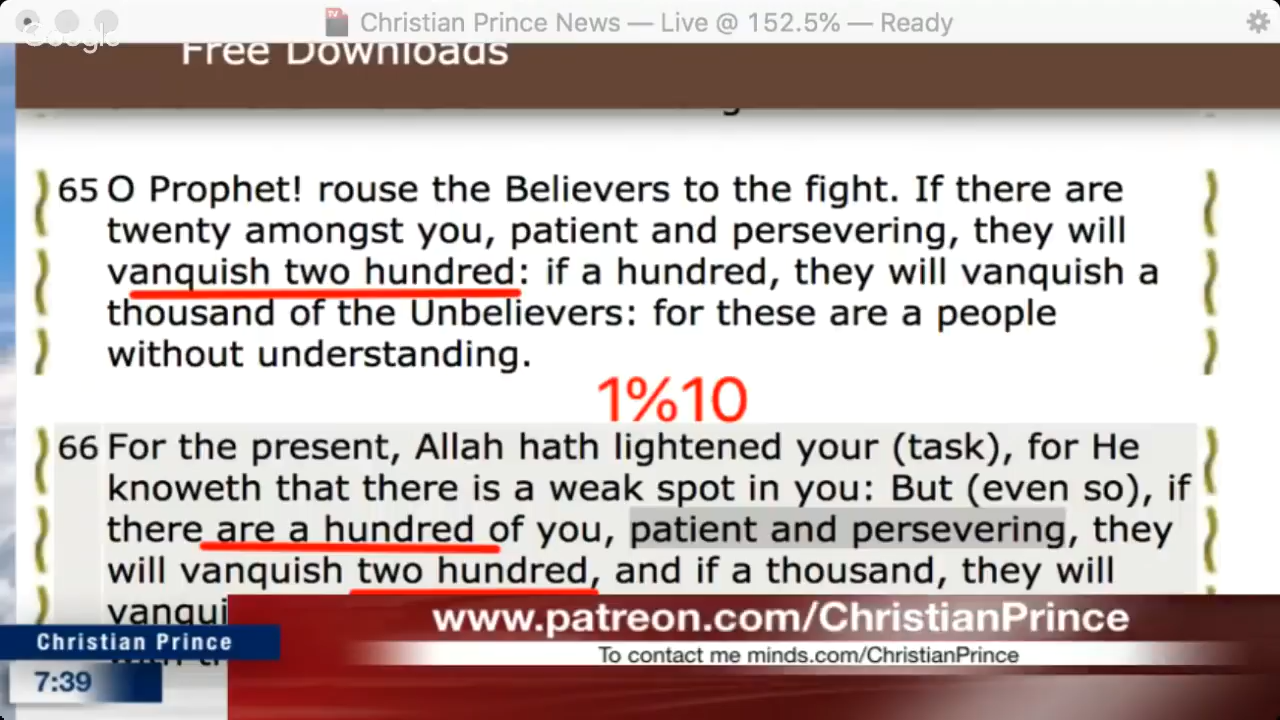 Christian Prince News — Live @ 152.5% — Ready
Google
Free Downloads
65 O Prophet! rouse the Believers to the fight. If there are
twenty amongst you, patient and persevering, they will
vanquish two hundred: if a hundred, they will vanquish a
thousand of the Unbelievers: for these are a people
without understanding.
1%10
66 For the present, Allah hath lightened your (task), for He
knoweth that there is a weak spot in you: But (even so), if
there are a hundred of you, patient and persevering, they
will vanquish two hundred, and if a thousand, they will
vanqui
www.patreon.com/ChristianPrince
Christian Prince
To contact me minds.com/ChristianPrince
7:39